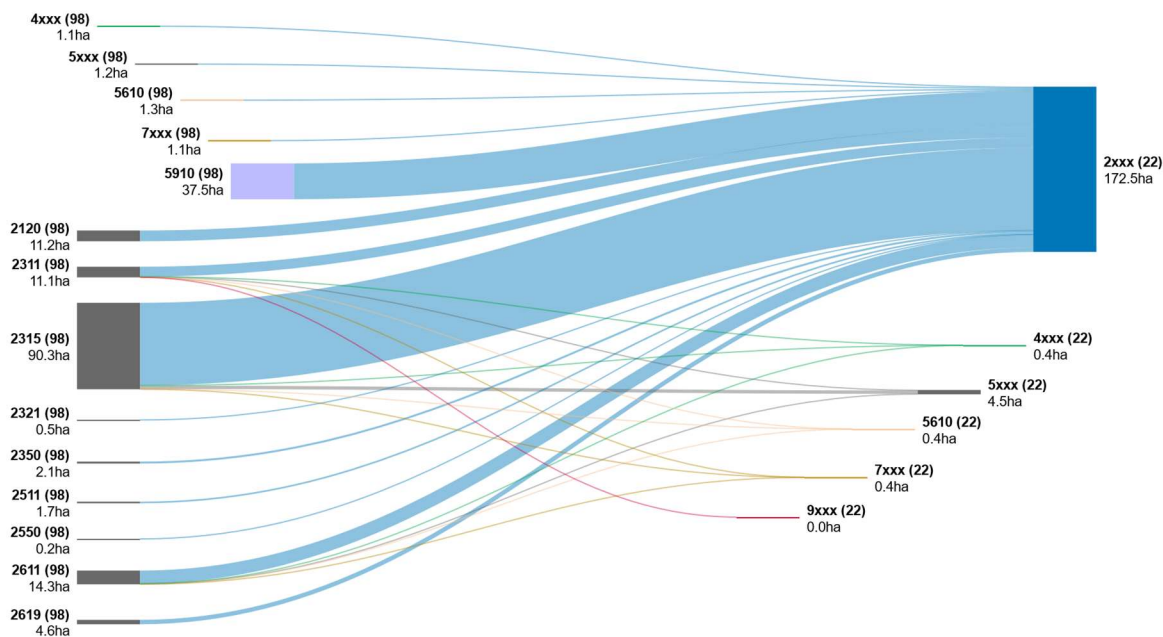 4xxx (98)
1.1ha
5xxx (98)
1.2ha
5610 (98)
1.3ha
7xxx (98)
1.1ha
5910 (98)
37.5ha
2120 (98)
11.2ha
2311 (98)
11.1ha
2315 (98)
90.3ha
2321 (98)
0.5ha
2350 (98)
2.1ha
2511 (98)
1.7ha
2550 (98)
0.2ha
2611 (98)
14.3ha
2619 (98)
4.6ha
2xxx (22)
172.5ha
4xxx (22)
0.4ha
5xxx (22)
4.5ha
5610 (22)
0.4ha
7xxx (22)
0.4ha
9xxx (22)
0.0ha